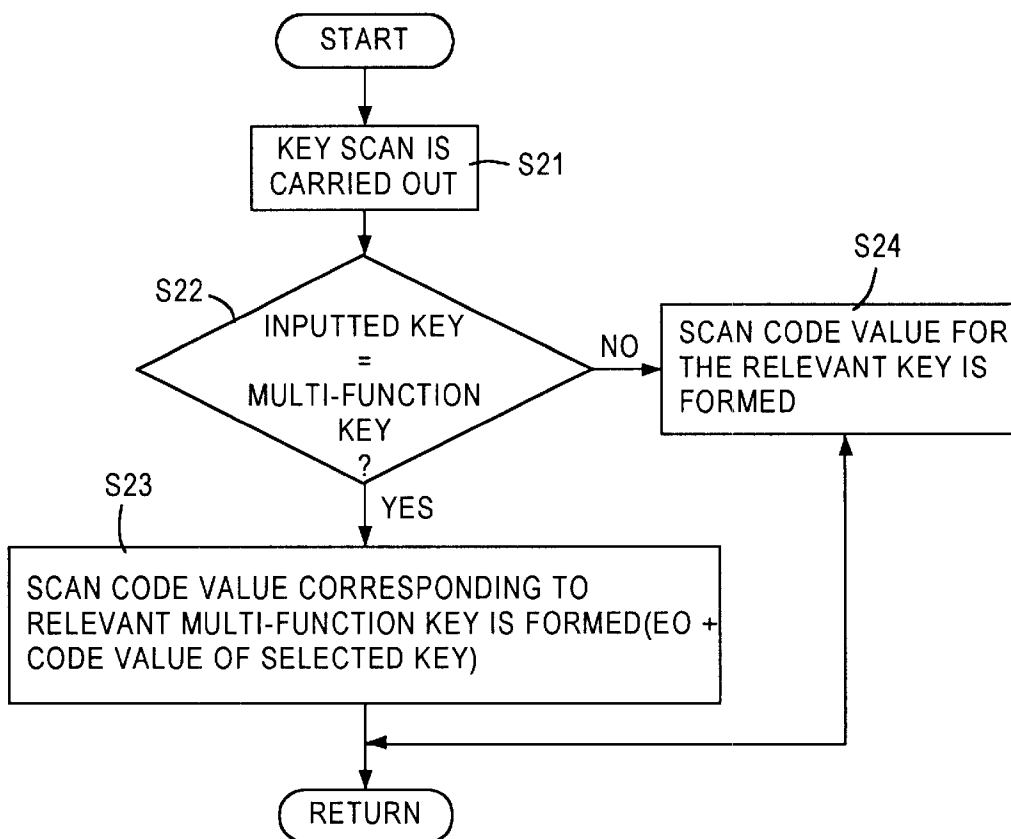 START
KEY SCAN IS
CARRIED OUT
S21
S22
INPUTTED KEY
=
MULTI-FUNCTION
KEY
?
NO
S24
SCAN CODE VALUE FOR
THE RELEVANT KEY IS
FORMED
YES
S23
SCAN CODE VALUE CORRESPONDING TO
RELEVANT MULTI-FUNCTION KEY IS FORMED(EO +
CODE VALUE OF SELECTED KEY)
RETURN